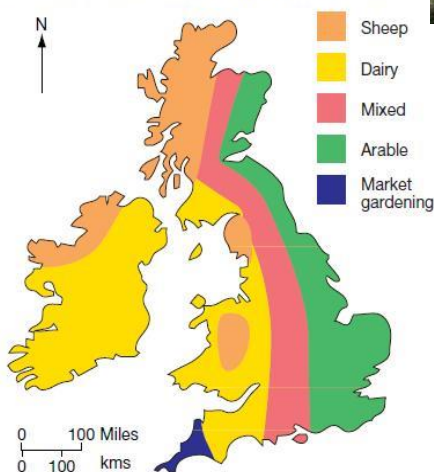 N
Sheep
Dairy
Mixed
Arable
Market
gardening
0 100 Miles
0 100 kms